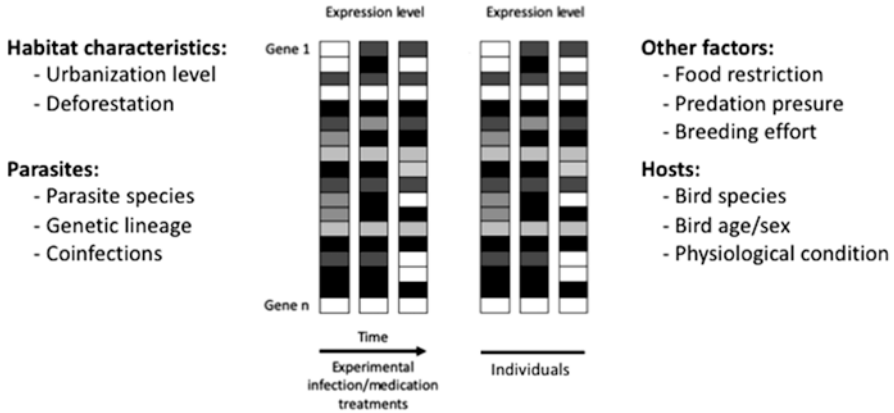 Expression level
Expression level
Habitat characteristics:
- Urbanization level
- Deforestation
Parasites:
- Parasite species
- Genetic lineage
- Coinfections
Gene 1
Gene n
Time
Experimental
infection/medication
treatments
Individuals
Other factors:
- Food restriction
- Predation presure
- Breeding effort
Hosts:
- Bird species
- Bird age/sex
- Physiological condition